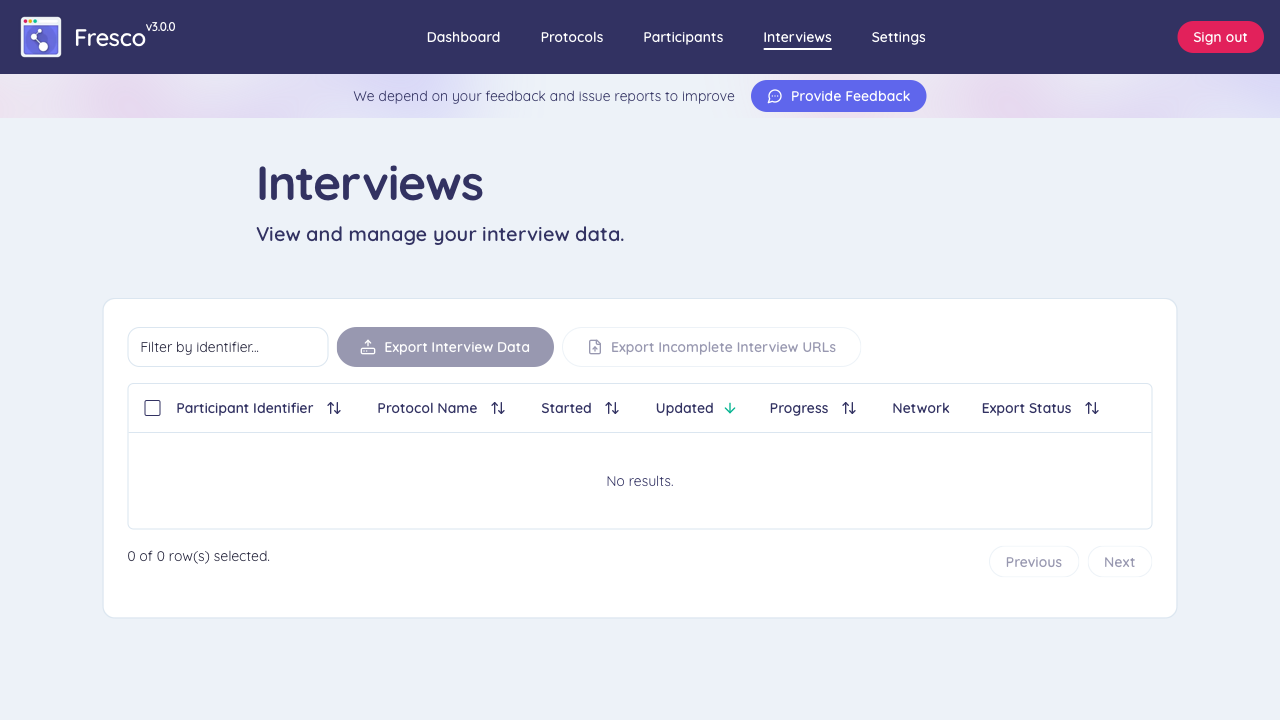 Fresco v3.0.0
Dashboard Protocols Participants Interviews Settings
Sign out
We depend on your feedback and issue reports to improve
Provide Feedback
Interviews
View and manage your interview data.
Filter by identifier...
Export Interview Data
Export Incomplete Interview URLs
Participant Identifier Protocol Name Started Updated Progress Network Export Status
No results.
0 of 0 row(s) selected.
Previous Next